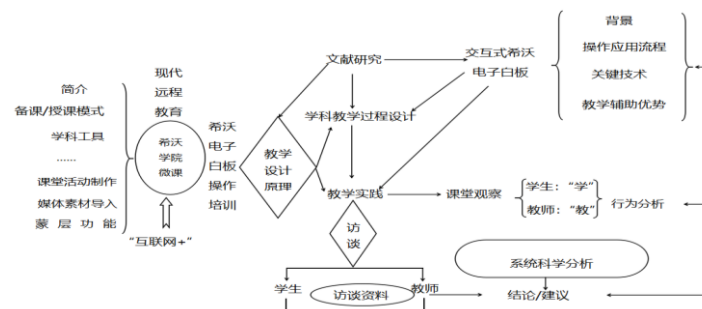 简介
备课/授课模式
学科工具
……
课堂活动制作
媒体素材导入
蒙层功能
现代
远程
教育
希沃
学院
微课
“互联网+”
希沃
电子
白板
操作
培训
教学
设计
原理
文献研究
学科教学过程设计
教学实践
访
谈
学生
访谈资料
教师
交互式希沃
电子白板
背景
操作应用流程
关键技术
教学辅助优势
课堂观察
学生：“学”
教师：“教”
行为分析
系统科学分析
结论/建议